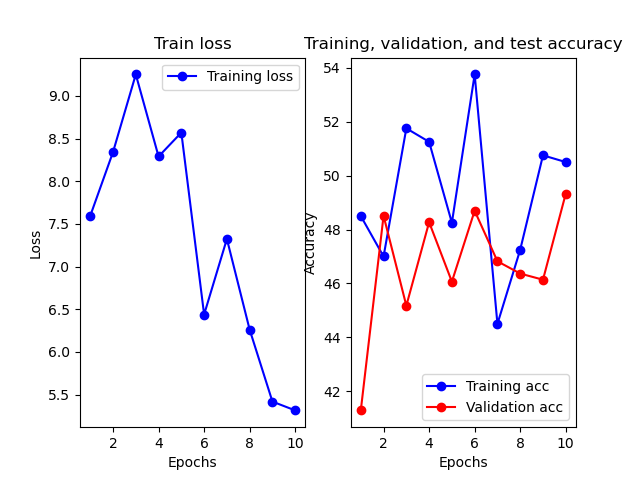 Train loss
Training loss
9.0
8.5
8.0
7.5
7.0
6.5
6.0
5.5
Loss
2 4 6 8 10
Epochs
Training, validation, and test accuracy
54
52
50
48
46
44
42
Accuracy
Training acc
Validation acc
2 4 6 8 10
Epochs